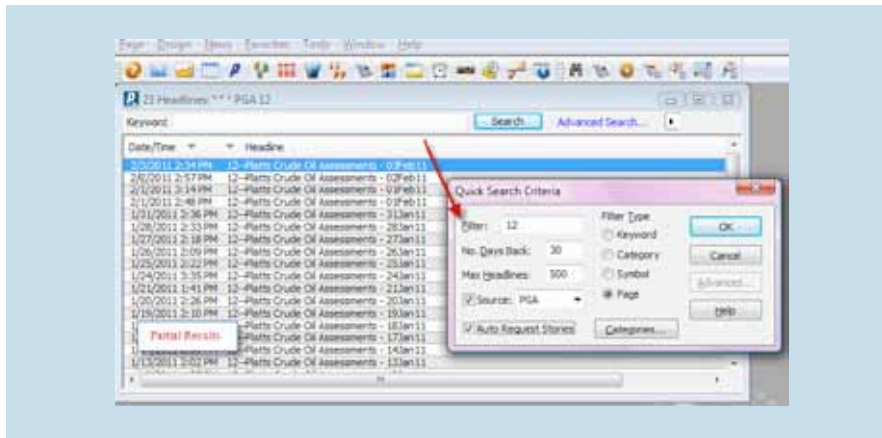 Page Design News Favorites Tools Window Help
23 Headlines: *** PGA 12
Keyword: Search Advanced Search...
Date/Time Headline
2/3/2011 2:34 PM 12--Platts Crude Oil Assessments - 03Feb11
2/2/2011 2:57 PM 12--Platts Crude Oil Assessments - 02Feb11
2/1/2011 3:14 PM 12--Platts Crude Oil Assessments - 01Feb11
2/1/2011 2:48 PM 12--Platts Crude Oil Assessments - 01Feb11
1/31/2011 2:36 PM 12--Platts Crude Oil Assessments - 31Jan11
1/28/2011 2:33 PM 12--Platts Crude Oil Assessments - 28Jan11
1/27/2011 2:18 PM 12--Platts Crude Oil Assessments - 27Jan11
1/26/2011 2:09 PM 12--Platts Crude Oil Assessments - 26Jan11
1/25/2011 2:22 PM 12--Platts Crude Oil Assessments - 25Jan11
1/24/2011 3:35 PM 12--Platts Crude Oil Assessments - 24Jan11
1/21/2011 1:41 PM 12--Platts Crude Oil Assessments - 21Jan11
1/20/2011 2:26 PM 12--Platts Crude Oil Assessments - 20Jan11
1/19/2011 2:10 PM 12--Platts Crude Oil Assessments - 19Jan11
Platts Crude Oil Assessments - 18Jan11
Partial Results Platts Crude Oil Assessments - 17Jan11
Platts Crude Oil Assessments - 14Jan11
1/13/2011 2:02 PM 12--Platts Crude Oil Assessments - 13Jan11
Quick Search Criteria
Filter: 12 Filter Type OK
Keyword
No. Days Back: 30 Category Cancel
Max Headlines: 500 Symbol Advanced...
Source: PGA Page Help
Auto Request Stories Categories...